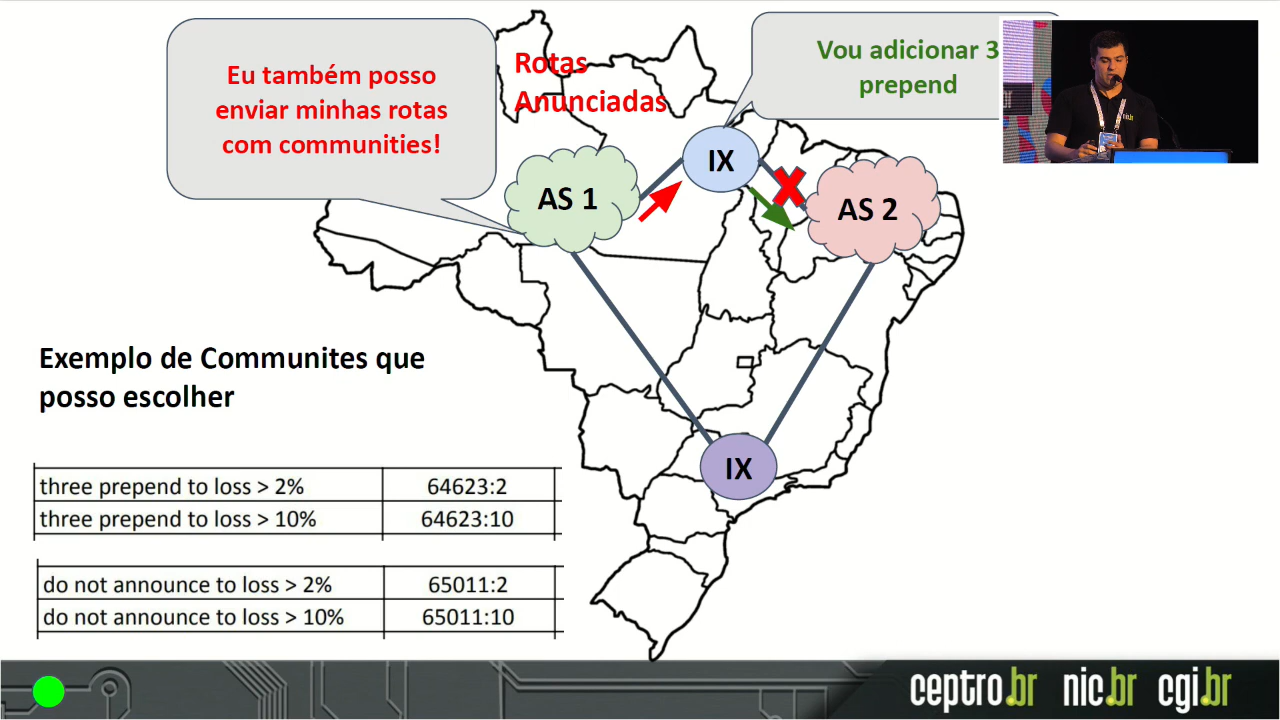 Eu também posso
enviar minhas rotas
com communities!
Rotas
Anunciadas
Vou adicionar 3
prepend
IX
AS 1
AS 2
Exemplo de Communites que
posso escolher
IX
three prepend to loss > 2% 64623:2
three prepend to loss > 10% 64623:10
do not announce to loss > 2% 65011:2
do not announce to loss > 10% 65011:10
ceptro.br nic.br cgi.br